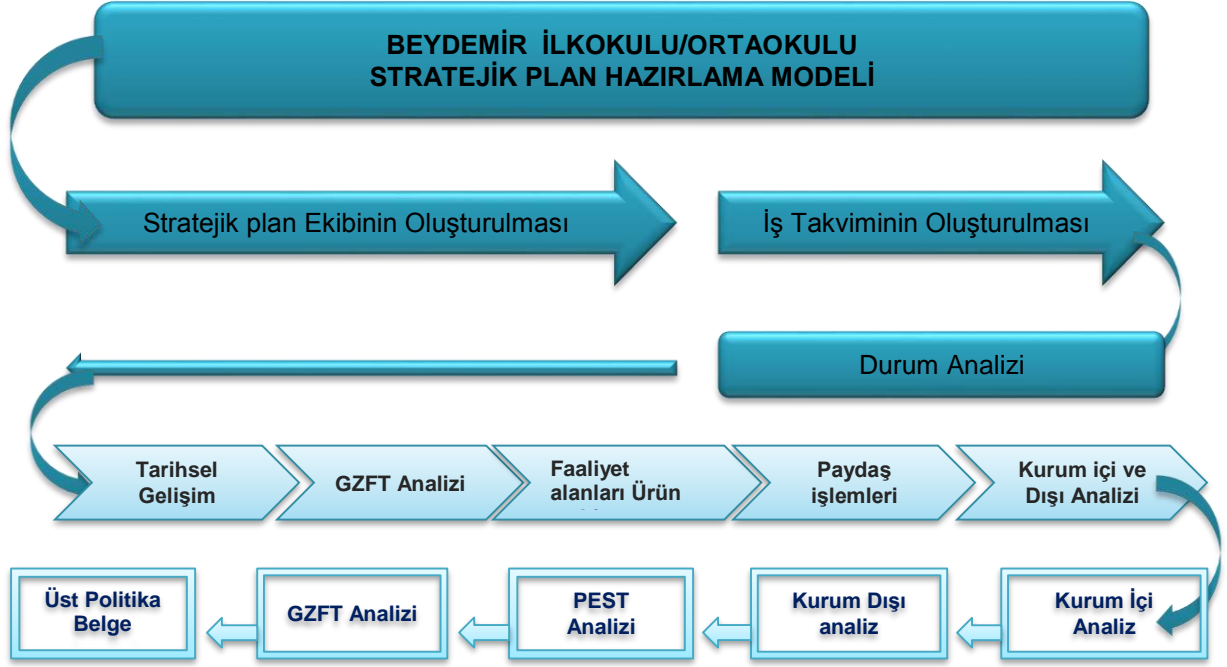 BEYDEMİR İLKOKULU/ORTAOKULU
STRATEJİK PLAN HAZIRLAMA MODELİ
Stratejik plan Ekibinin Oluşturulması
İş Takviminin Oluşturulması
Durum Analizi
Tarihsel
Gelişim
GZFT Analizi
Faaliyet
alanları Ürün
Paydaş
işlemleri
Kurum içi ve
Dışı Analizi
Üst Politika
Belge
GZFT Analizi
PEST
Analizi
Kurum Dışı
analiz
Kurum İçi
Analiz